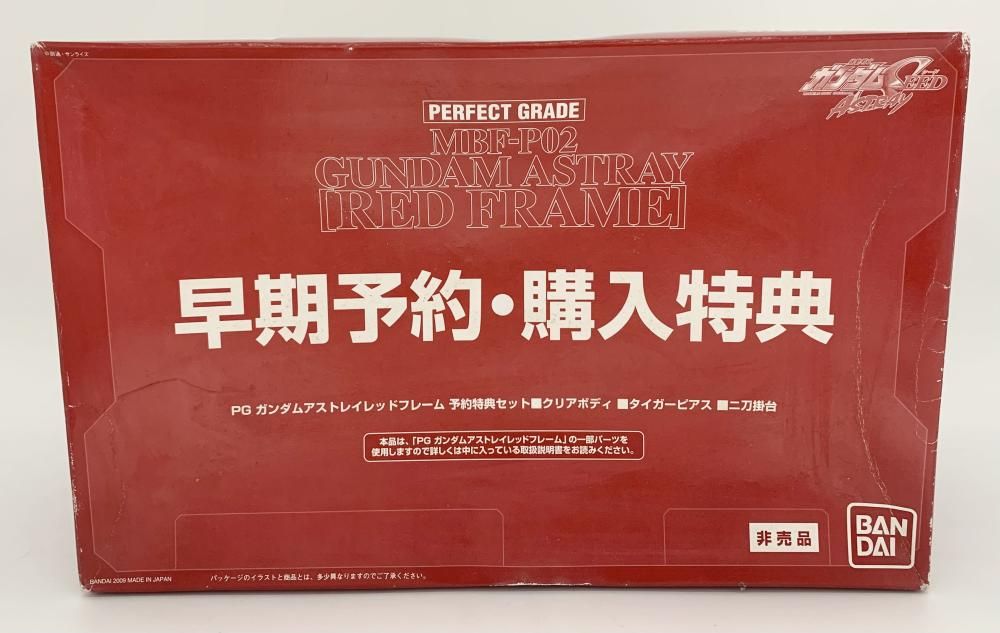 ©創通・サンライズ
機動戦士
ガンダムSEED
ASTRAY
PERFECT GRADE
MBF-P02
GUNDAM ASTRAY
[RED FRAME]
早期予約・購入特典
PG ガンダムアストレイレッドフレーム 予約特典セット■クリアボディ ■タイガーピアス ■二刀掛台
本品は、「PG ガンダムアストレイレッドフレーム」の一部パーツを
使用しますので詳しくは中に入っている取扱説明書をお読みください。
非売品
BAN
DAI
BANDAI 2009 MADE IN JAPAN
パッケージのイラストと商品とは、多少異なりますのでご了承ください。